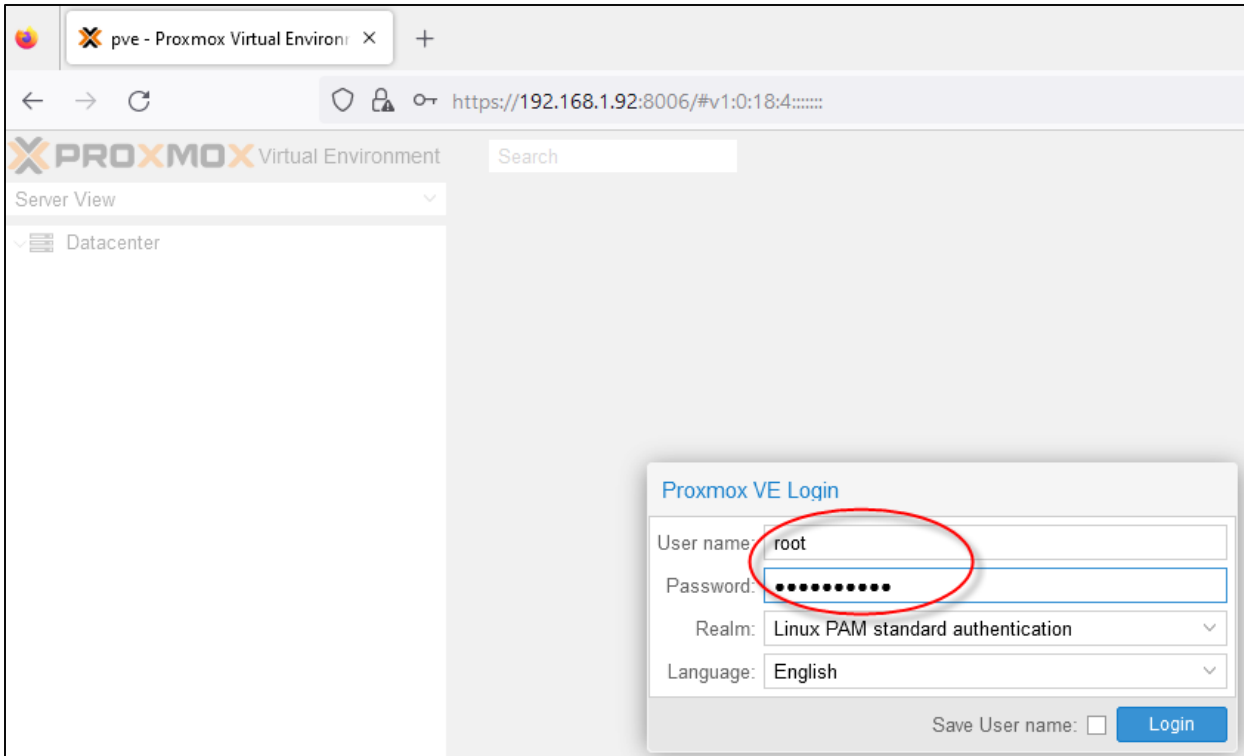 pve - Proxmox Virtual Environr
https://192.168.1.92:8006/#v1:0:18:4:::::::
PROXMOX Virtual Environment Search
Server View
Datacenter
Proxmox VE Login
User name: root
Password: ●●●●●●●●●●
Realm: Linux PAM standard authentication
Language: English
Save User name: Login